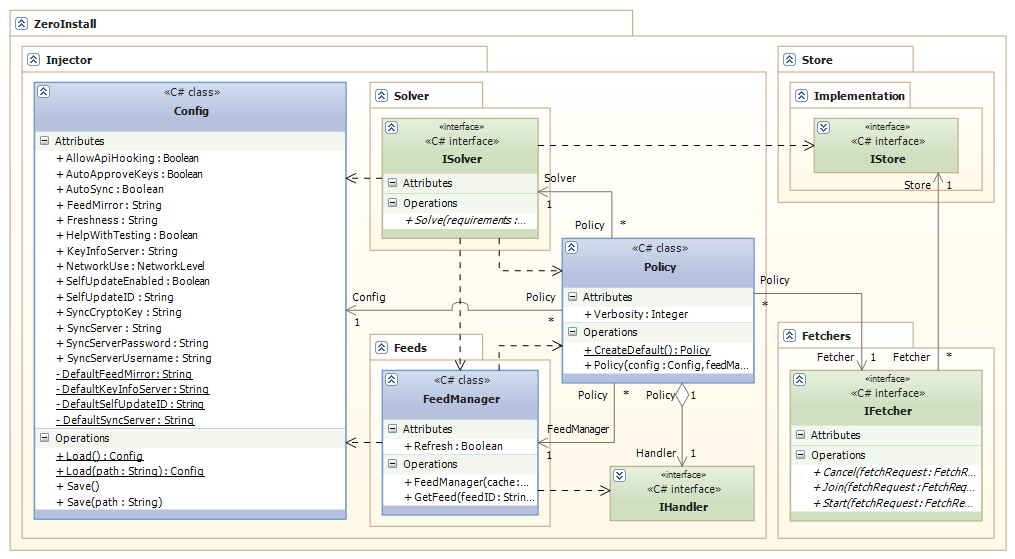 ZeroInstall
Injector
«C# class»
Config
Attributes
+ AllowApiHooking : Boolean
+ AutoApproveKeys : Boolean
+ AutoSync : Boolean
+ FeedMirror : String
+ Freshness : String
+ HelpWithTesting : Boolean
+ KeyInfoServer : String
+ NetworkUse : NetworkLevel
+ SelfUpdateEnabled : Boolean
+ SelfUpdateID : String
+ SyncCryptoKey : String
+ SyncServer : String
+ SyncServerPassword : String
+ SyncServerUsername : String
- DefaultFeedMirror : String
- DefaultKeyInfoServer : String
- DefaultSelfUpdateID : String
- DefaultSyncServer : String
Operations
+ Load() : Config
+ Load(path : String) : Config
+ Save()
+ Save(path : String)
Solver
«interface»
«C# interface»
ISolver
Attributes
Operations
+ Solve(requirements :...
Solver
1
Policy
*
«C# class»
Policy
Attributes
+ Verbosity : Integer
Operations
+ CreateDefault() : Policy
+ Policy(config : Config,feedMa...
Config
1
Policy
*
Feeds
«C# class»
FeedManager
Attributes
+ Refresh : Boolean
Operations
+ FeedManager(cache:...
+ GetFeed(feedID : Strin...
Policy
*
FeedManager
1
Policy
1
Handler
1
«interface»
«C# interface»
IHandler
Store
Implementation
«interface»
«C# interface»
IStore
Store
1
Policy
*
Fetchers
Fetcher
1
Fetcher
*
«interface»
«C# interface»
IFetcher
Attributes
Operations
+ Cancel(fetchRequest : FetchR...
+ Join(fetchRequest : FetchReq...
+ Start(fetchRequest : FetchRe...